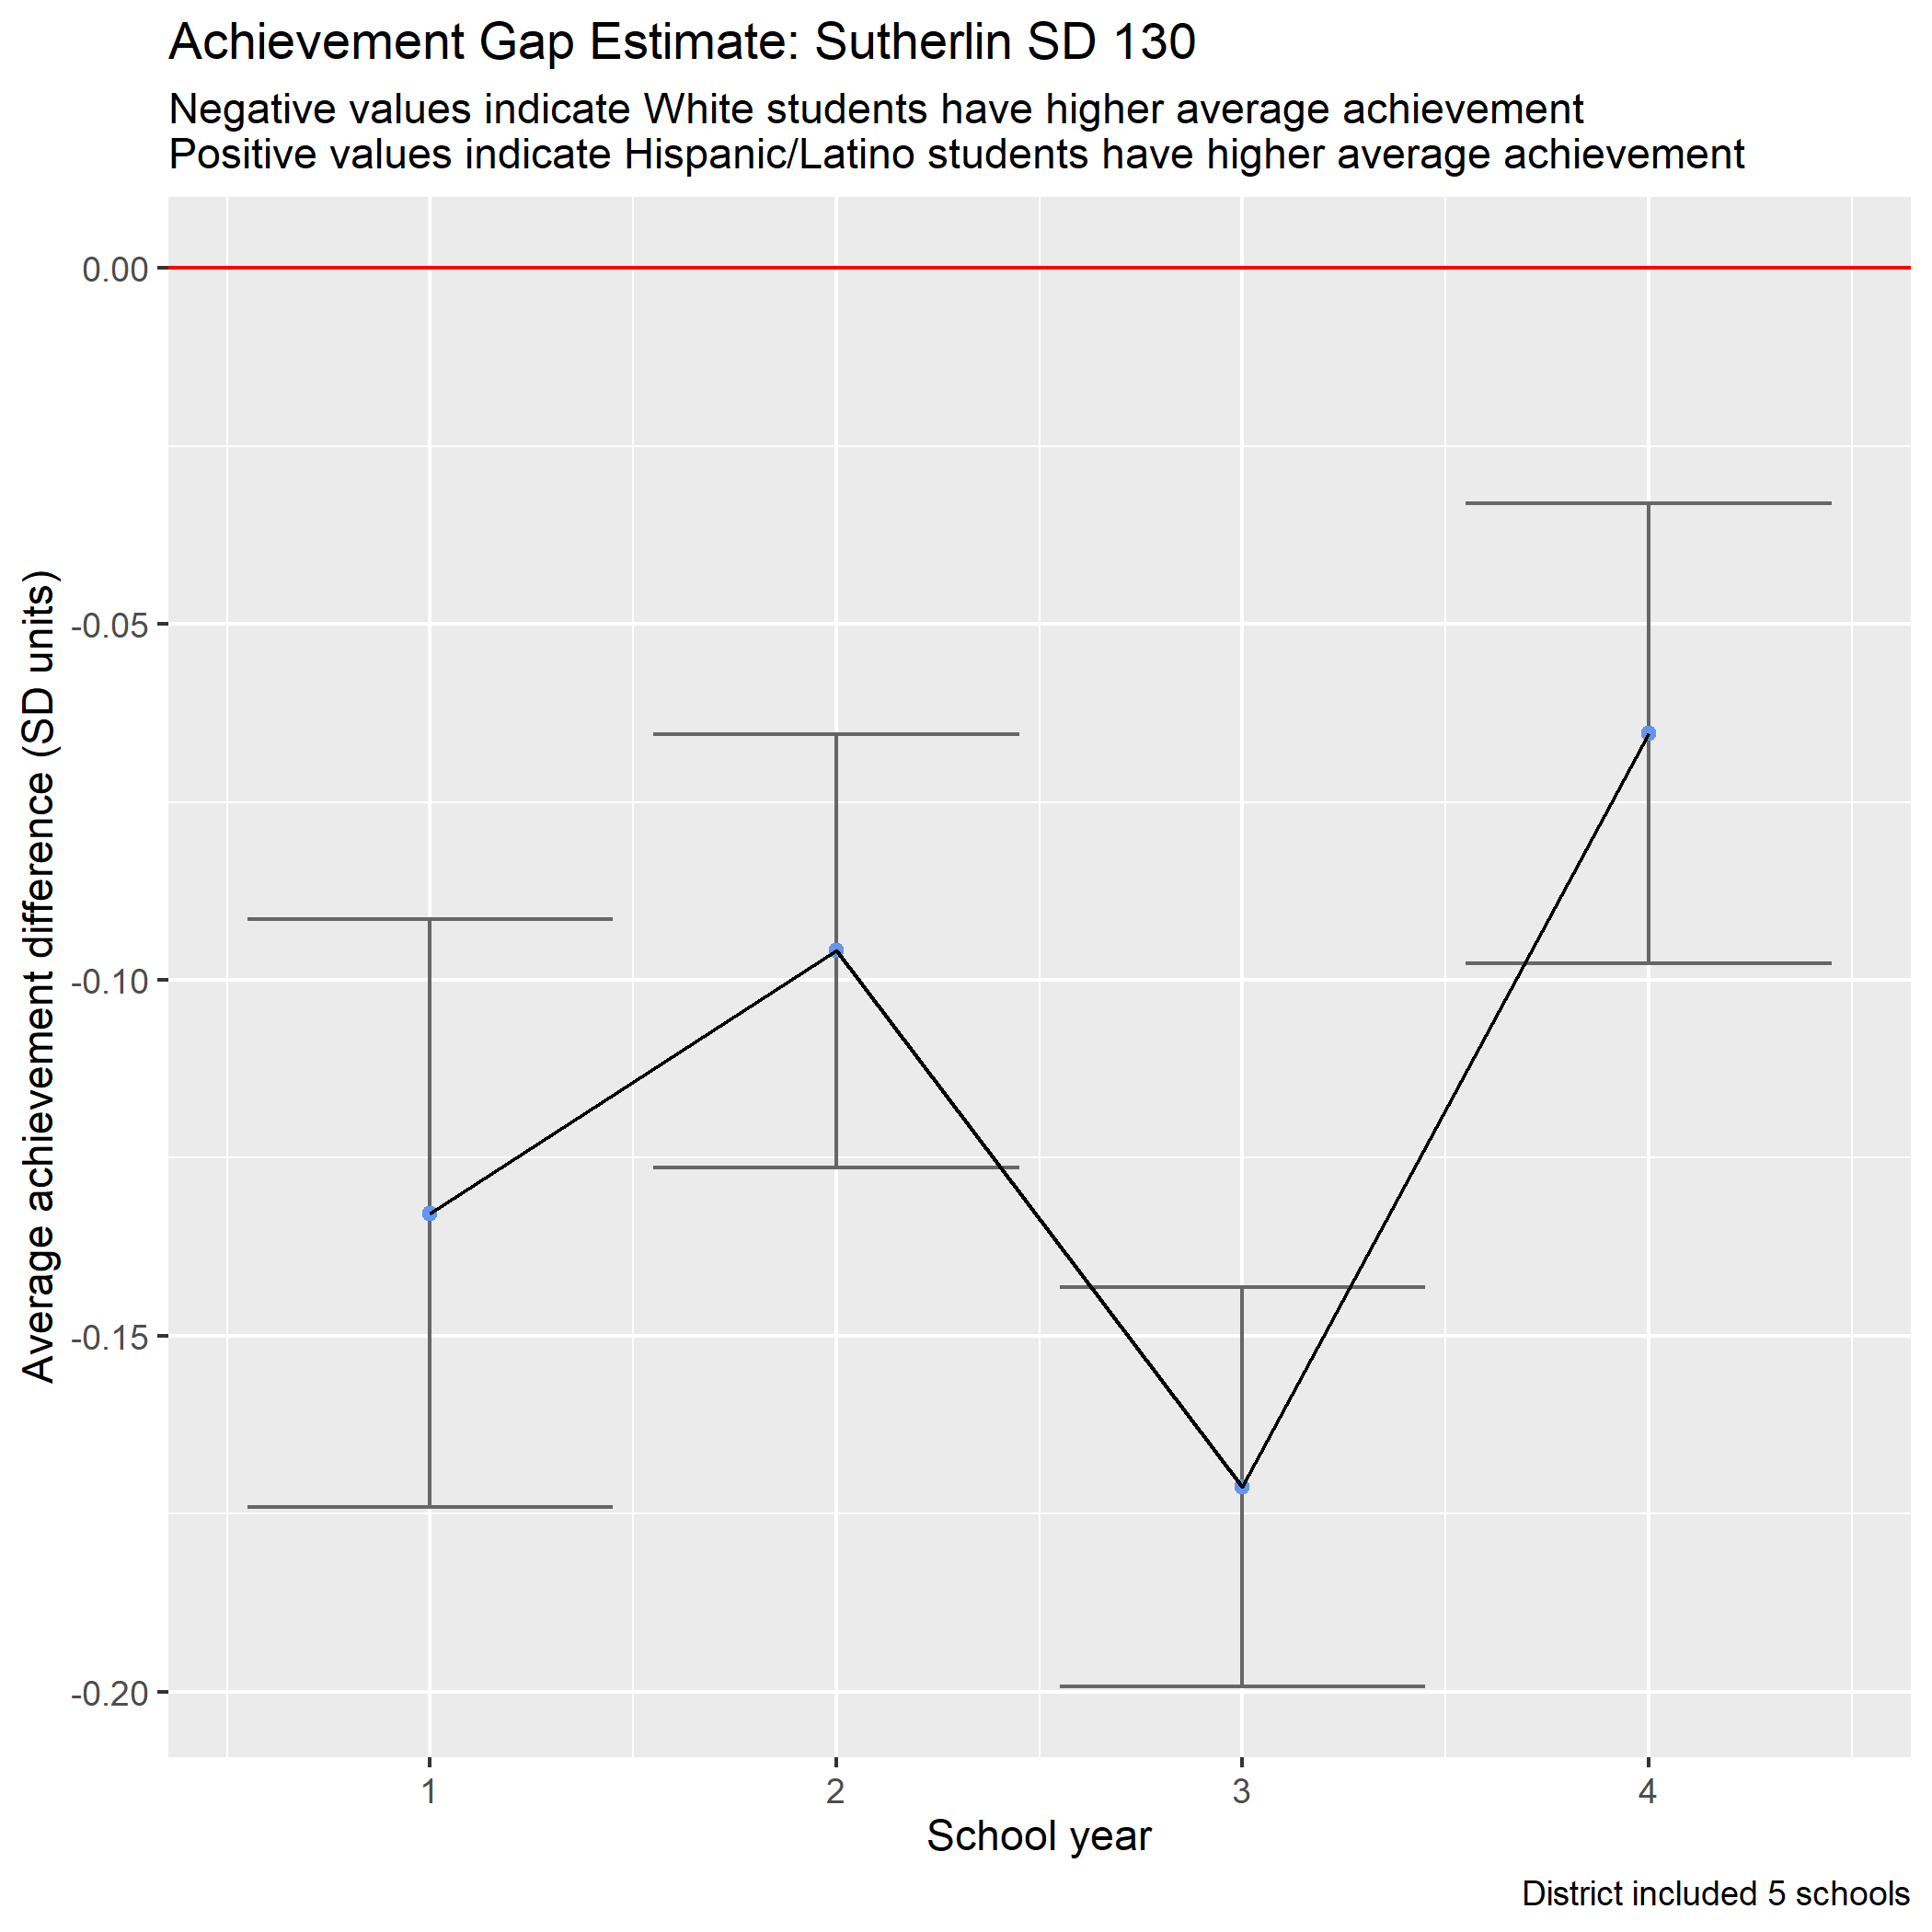 Achievement Gap Estimate: Sutherlin SD 130
Negative values indicate White students have higher average achievement
Positive values indicate Hispanic/Latino students have higher average achievement
Average achievement difference (SD units)
0.00
-0.05
-0.10
-0.15
-0.20
1 2 3 4
School year
District included 5 schools